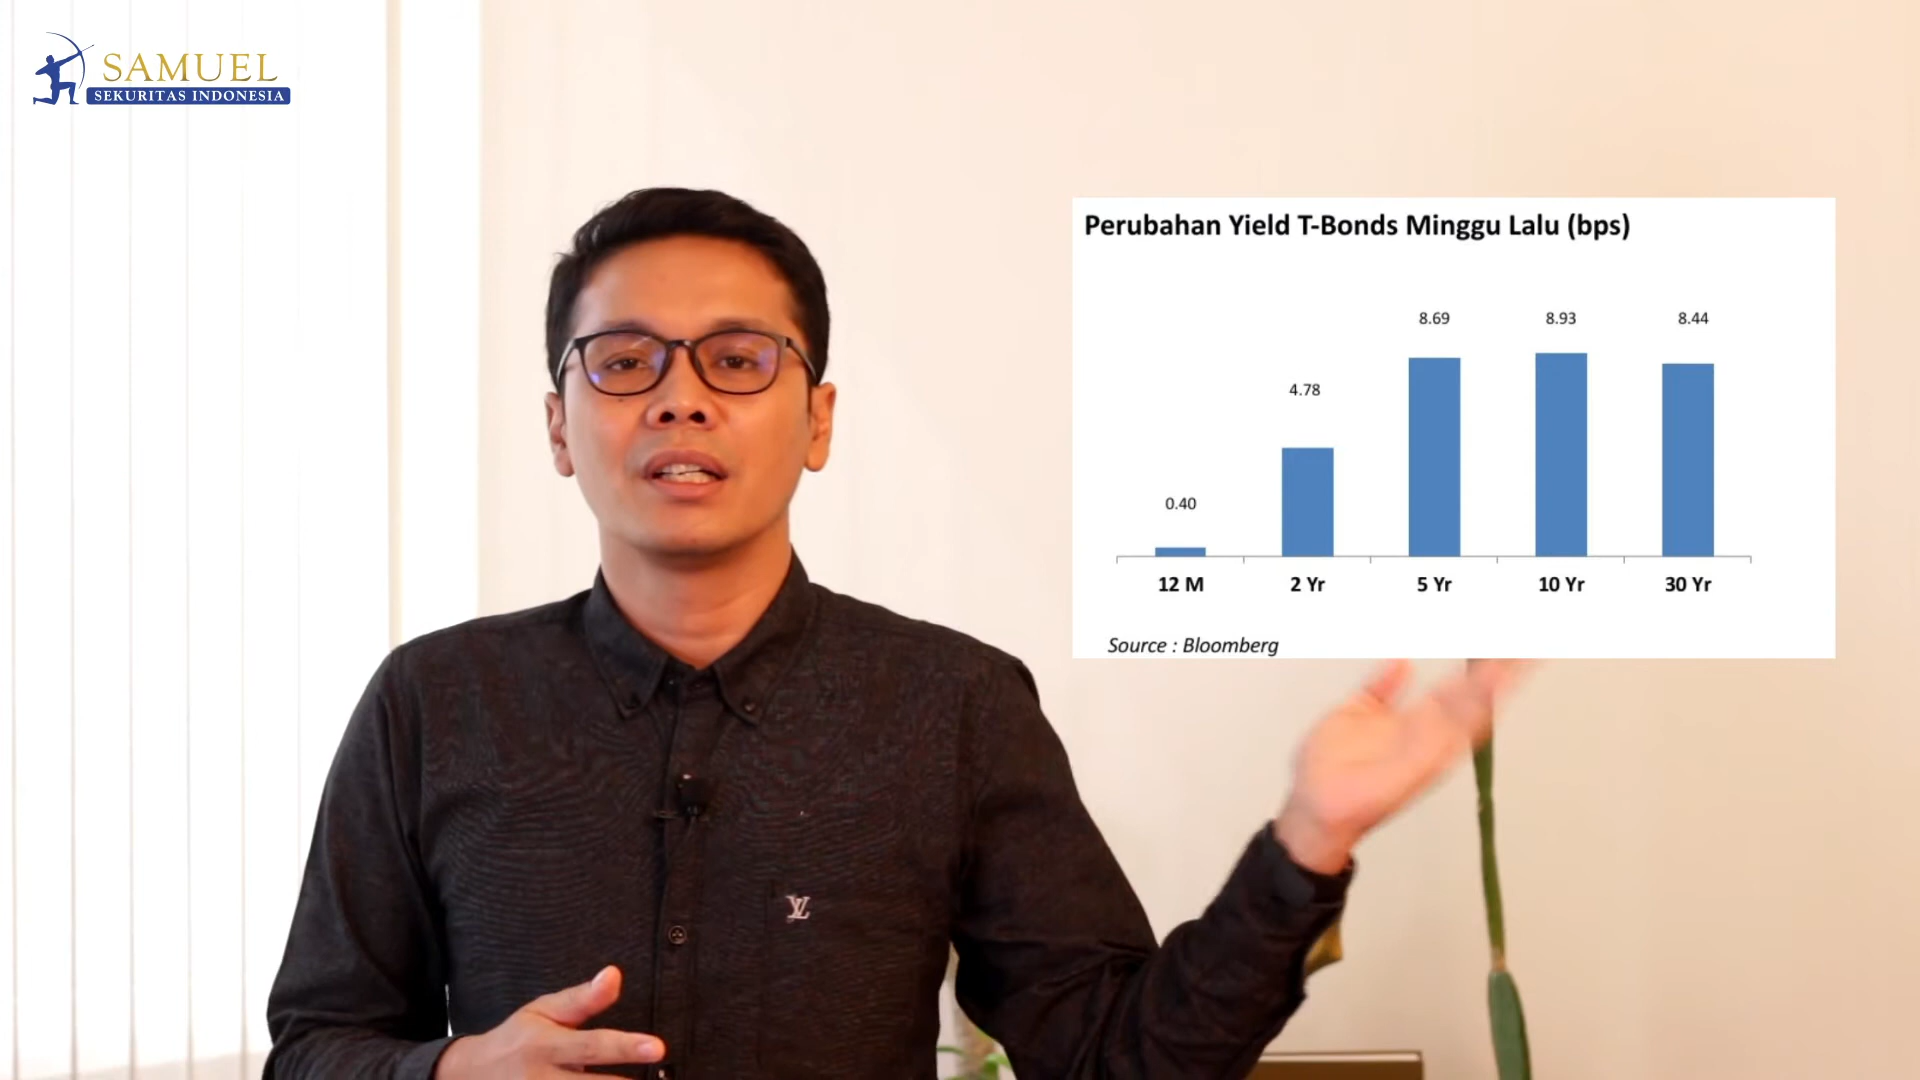 SAMUEL
SEKURITAS INDONESIA
Perubahan Yield T-Bonds Minggu Lalu (bps)
0.40
4.78
8.69
8.93
8.44
12 M
2 Yr
5 Yr
10 Yr
30 Yr
Source : Bloomberg
LV